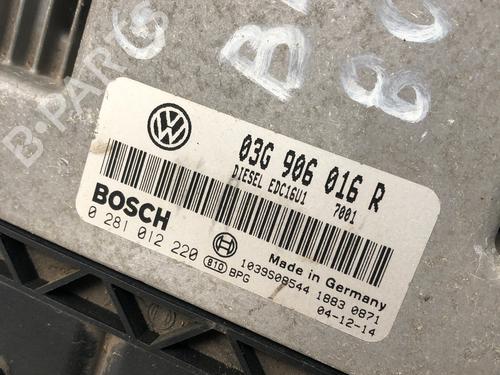 B-PARTS
B
03G 906 016 R
DIESEL EDC16U1 7001
BOSCH
0 281 012 220
810 BPG
Made in Germany
1039S08544 1883 0871
04-12-14